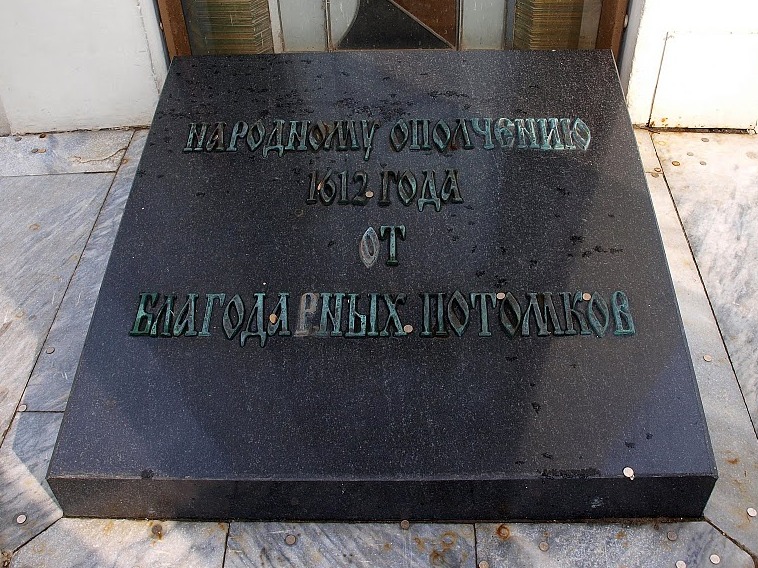 НАРОДНОМУ ОПОЛЧЕНИЮ
1612 ГОДА
ОТ
БЛАГОДАРНЫХ ПОТОМКОВ